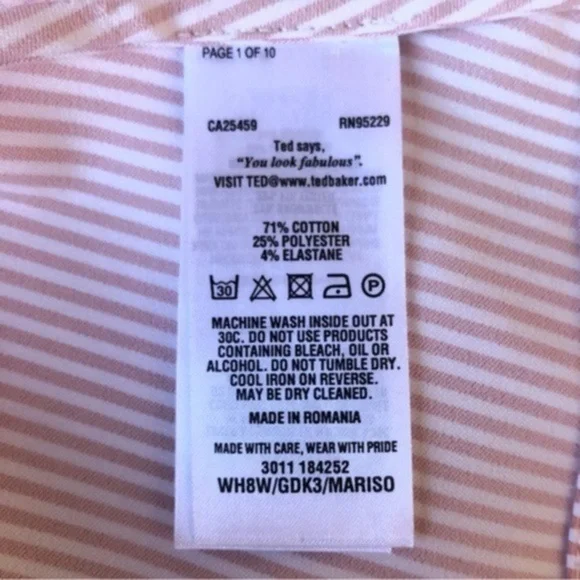 PAGE 1 OF 10
CA25459 RN95229
Ted says,
"You look fabulous".
VISIT TED@www.tedbaker.com
71% COTTON
25% POLYESTER
4% ELASTANE
30 P
MACHINE WASH INSIDE OUT AT
30C. DO NOT USE PRODUCTS
CONTAINING BLEACH, OIL OR
ALCOHOL. DO NOT TUMBLE DRY.
COOL IRON ON REVERSE.
MAY BE DRY CLEANED.
MADE IN ROMANIA
MADE WITH CARE, WEAR WITH PRIDE
3011 184252
WH8W/GDK3/MARISO